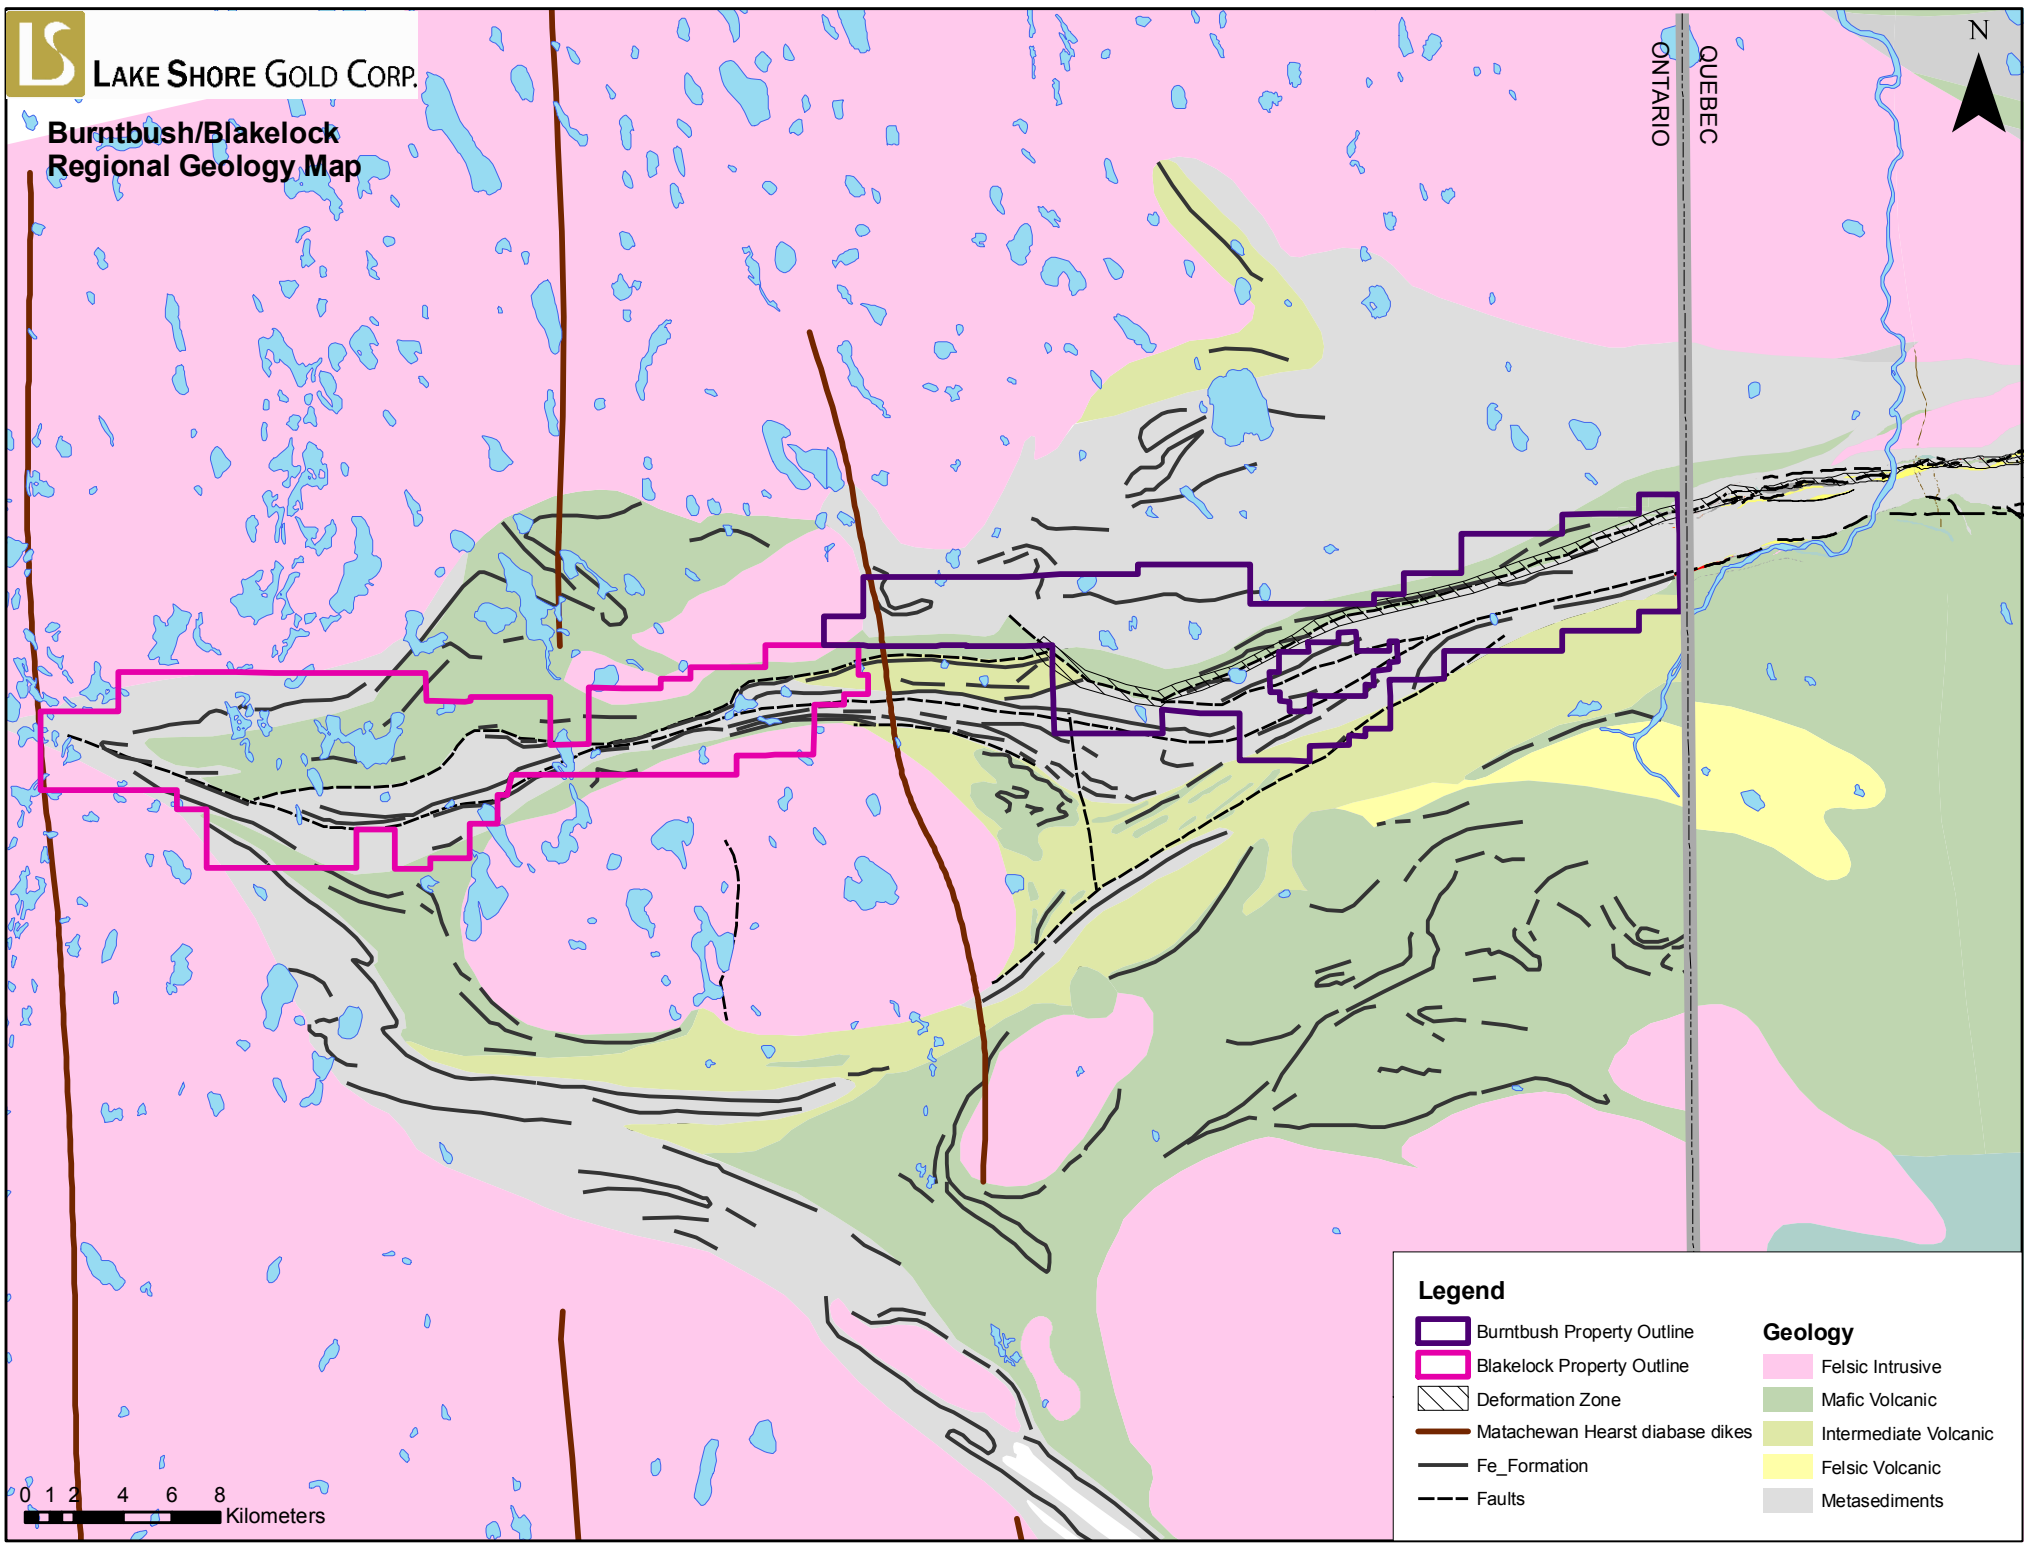 LS
LAKE SHORE GOLD CORP.
Burntbush/Blakelock
Regional Geology Map
ONTARIO
QUEBEC
N
0 1 2 4 6 8
Kilometers
Legend
Burntbush Property Outline
Blakelock Property Outline
Deformation Zone
Matachewan Hearst diabase dikes
Fe_Formation
Faults
Geology
Felsic Intrusive
Mafic Volcanic
Intermediate Volcanic
Felsic Volcanic
Metasediments